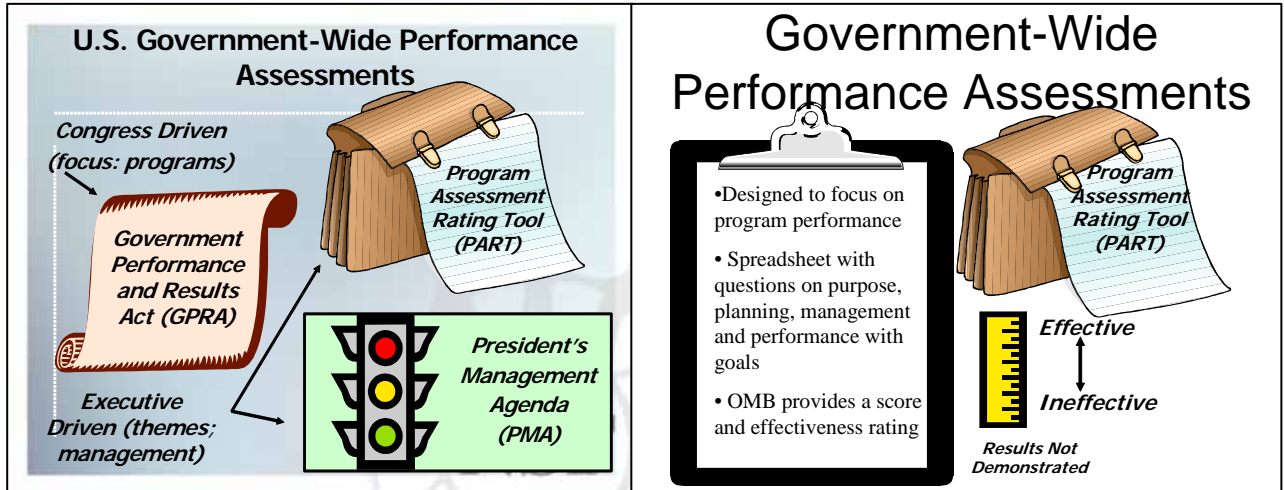 U.S. Government-Wide Performance
Assessments
Congress Driven
(focus: programs)
Program
Assessment
Rating Tool
(PART)
Government
Performance
and Results
Act (GPRA)
President's
Management
Agenda
(PMA)
Executive
Driven (themes;
management)
Government-Wide
Performance Assessments
•Designed to focus on
program performance
• Spreadsheet with
questions on purpose,
planning, management
and performance with
goals
• OMB provides a score
and effectiveness rating
Program
Assessment
Rating Tool
(PART)
Effective
Ineffective
Results Not
Demonstrated